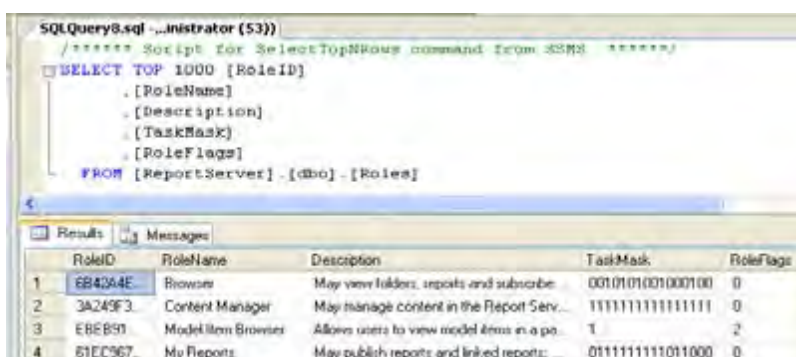 SQLQuery8.sql -...inistrator (53))
/****** Script for SelectTopNRows command from SSMS ******/
SELECT TOP 1000 [RoleID]
,[RoleName]
,[Description]
,[TaskMask]
,[RoleFlags]
FROM [ReportServer].[dbo].[Roles]
Results Messages
RoleID RoleName Description TaskMask RoleFlags
1 6B42A4E... Browser May view folders, reports and subscribe... 0010101001000100 0
2 3A249F3... Content Manager May manage content in the Report Serv... 1111111111111111 0
3 EBEB91... Model Item Browser Allows users to view model items in a pa... 1 2
4 61EC967... My Reports May publish reports and linked reports; ... 0111111111011000 0